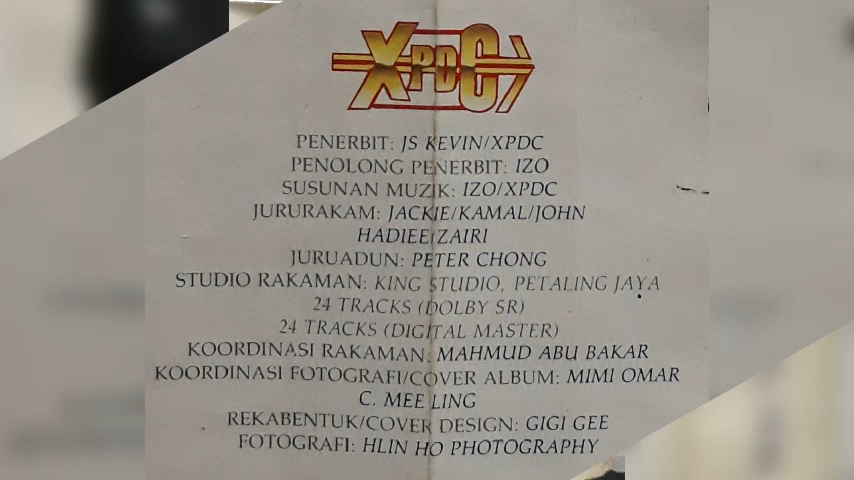 XPDC
PENERBIT: JS KEVIN/XPDC
PENOLONG PENERBIT: IZO
SUSUNAN MUZIK: IZO/XPDC
JURURAKAM: JACKIE/KAMAL/JOHN
HADIEE/ZAIRI
JURUADUN: PETER CHONG
STUDIO RAKAMAN: KING STUDIO, PETALING JAYA
24 TRACKS (DOLBY SR)
24 TRACKS (DIGITAL MASTER)
KOORDINASI RAKAMAN: MAHMUD ABU BAKAR
KOORDINASI FOTOGRAFI/COVER ALBUM: MIMI OMAR
C. MEE LING
REKABENTUK/COVER DESIGN: GIGI GEE
FOTOGRAFI: HLIN HO PHOTOGRAPHY